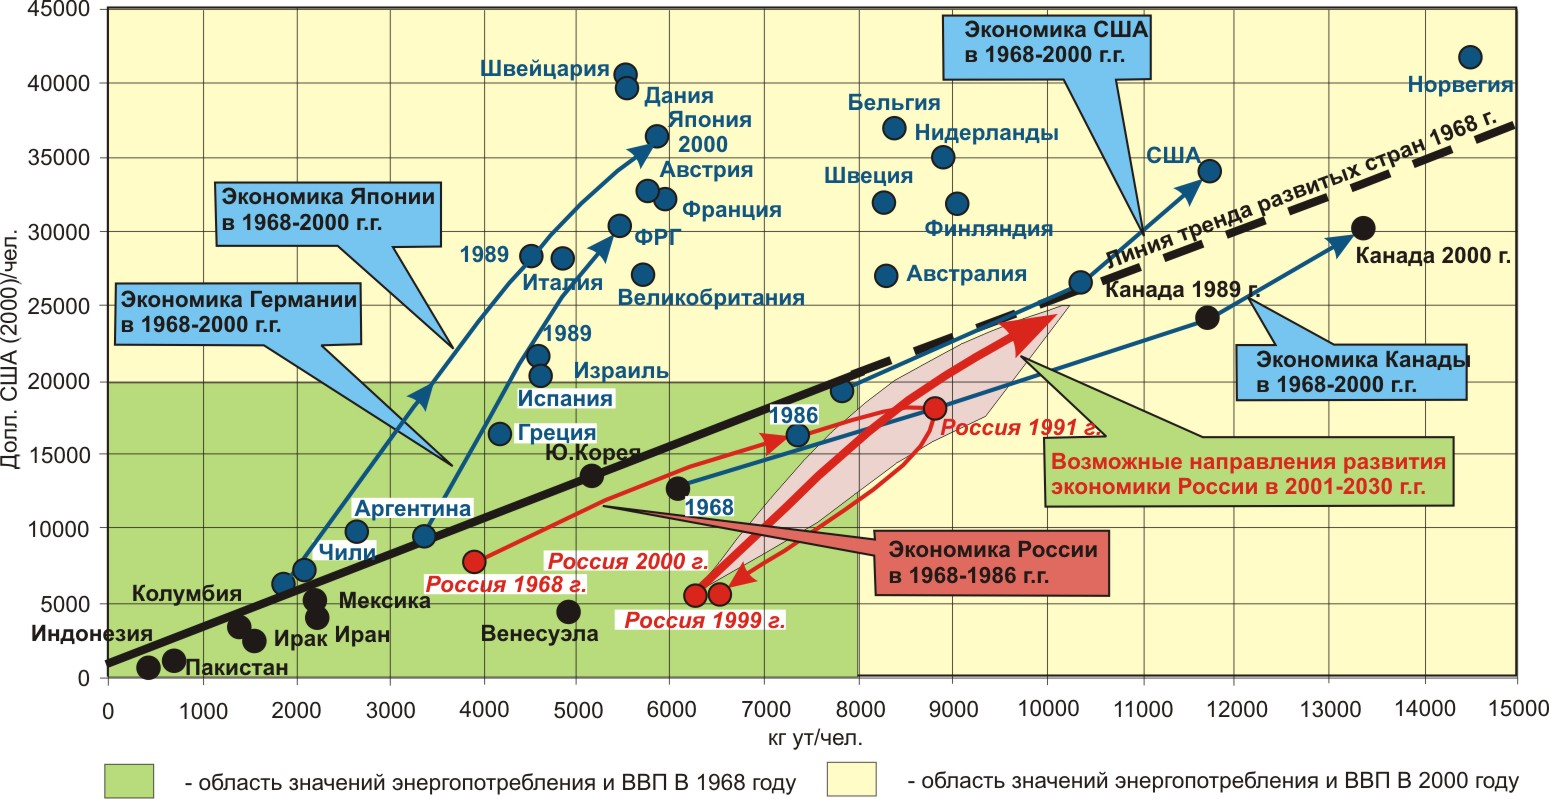 45000
40000
35000
30000
25000
20000
15000
10000
5000
0
Долл. США (2000)/чел.
0
1000
2000
3000
4000
5000
6000
7000
8000
9000
10000
11000
12000
13000
14000
15000
кг ут/чел.
Экономика США
в 1968-2000 г.г.
Швейцария
Дания
Япония
2000
Австрия
Франция
ФРГ
1989
Италия
Великобритания
Бельгия
Нидерланды
Швеция
Финляндия
Австралия
США
Норвегия
Линия тренда развитых стран 1968 г.
Канада 2000 г.
Канада 1989 г.
Экономика Японии
в 1968-2000 г.г.
Экономика Германии
в 1968-2000 г.г.
Экономика Канады
в 1968-2000 г.г.
1989
Израиль
Испания
Греция
Ю.Корея
1986
Россия 1991 г.
Возможные направления развития
экономики России в 2001-2030 г.г.
1968
Аргентина
Чили
Россия 2000 г.
Россия 1968 г.
Россия 1999 г.
Экономика России
в 1968-1986 г.г.
Колумбия
Мексика
Индонезия
Ирак
Иран
Венесуэла
Пакистан
- область значений энергопотребления и ВВП В 1968 году
- область значений энергопотребления и ВВП В 2000 году